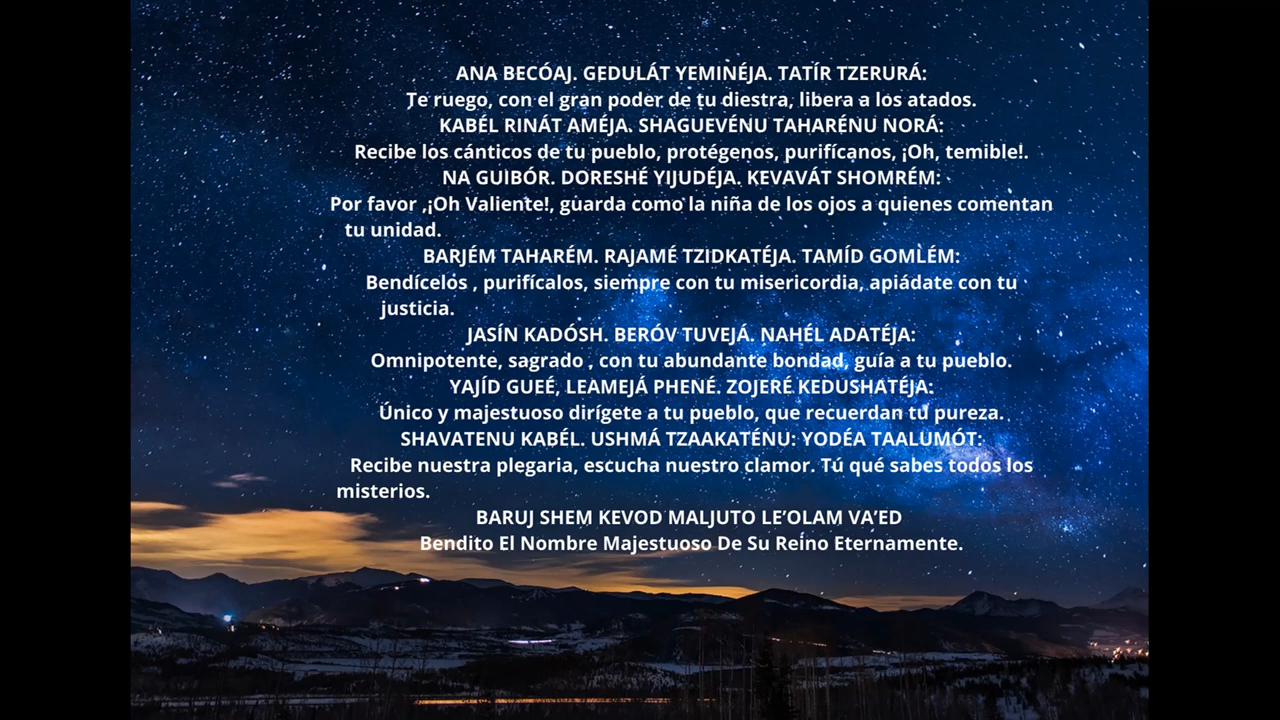 ANA BECÓAJ. GEDULÁT YEMINÉJA. TATÍR TZERURÁ:
Te ruego, con el gran poder de tu diestra, libera a los atados.
KABÉL RINÁT AMÉJA. SHAGUEVÉNU TAHARÉNU NORÁ:
Recibe los cánticos de tu pueblo, protégenos, purifícanos, ¡Oh, temible!.
NA GUIBÓR. DORESHÉ YIJUDÉJA. KEVAVÁT SHOMRÉM:
Por favor ,¡Oh Valiente!, guarda como la niña de los ojos a quienes comentan
tu unidad.
BARJÉM TAHARÉM. RAJAMÉ TZIDKATÉJA. TAMÍD GOMLÉM:
Bendícelos , purifícalos, siempre con tu misericordia, apiádate con tu
justicia.
JASÍN KADÓSH. BERÓV TUVEJÁ. NAHÉL ADATÉJA:
Omnipotente, sagrado , con tu abundante bondad, guía a tu pueblo.
YAJÍD GUEÉ, LEAMEJÁ PHENÉ. ZOJERÉ KEDUSHATÉJA:
Único y majestuoso dirígete a tu pueblo, que recuerdan tu pureza.
SHAVATENU KABÉL. USHMÁ TZAAKATÉNU: YODÉA TAALUMÓT:
Recibe nuestra plegaria, escucha nuestro clamor. Tú qué sabes todos los
misterios.
BARUJ SHEM KEVOD MALJUTO LE’OLAM VA’ED
Bendito El Nombre Majestuoso De Su Reino Eternamente.